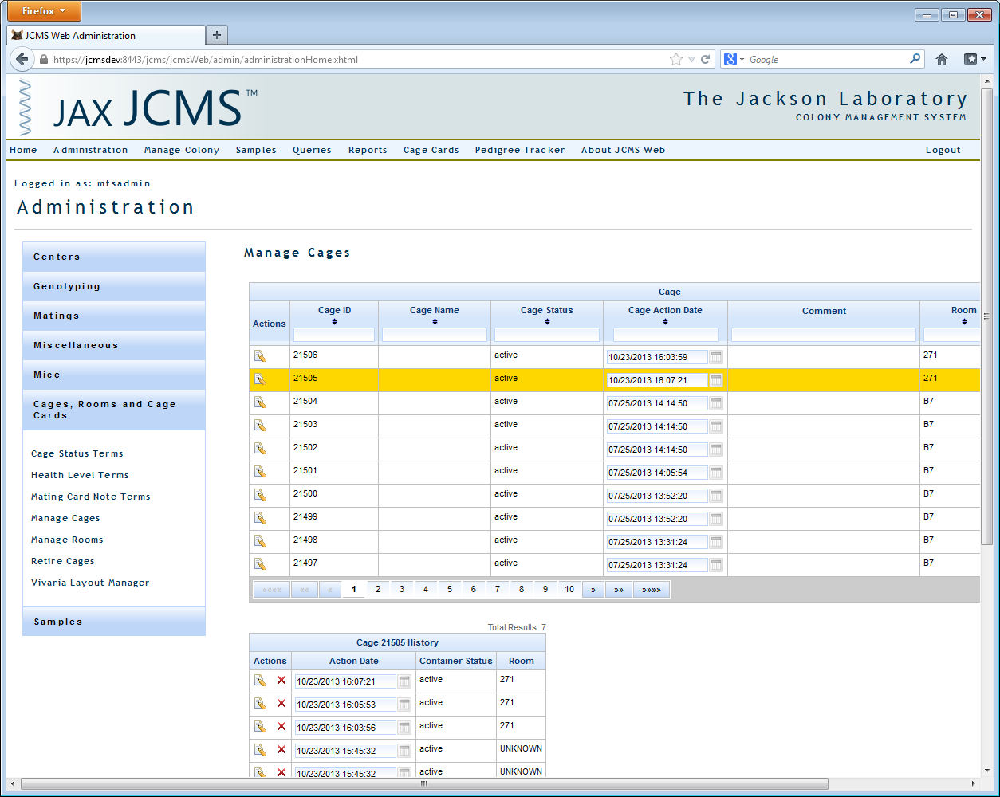 Firefox
JCMS Web Administration
https://jcmsdev:8443/jcms/jcmsWeb/admin/administrationHome.xhtml
Google
JAX JCMS™
The Jackson Laboratory
COLONY MANAGEMENT SYSTEM
Home Administration Manage Colony Samples Queries Reports Cage Cards Pedigree Tracker About JCMS Web Logout
Logged in as: mtsadmin
Administration
Centers
Genotyping
Matings
Miscellaneous
Mice
Cages, Rooms and Cage
Cards
Cage Status Terms
Health Level Terms
Mating Card Note Terms
Manage Cages
Manage Rooms
Retire Cages
Vivaria Layout Manager
Samples
Manage Cages
Cage
Actions Cage ID Cage Name Cage Status Cage Action Date Comment Room
21506 active 10/23/2013 16:03:59 271
21505 active 10/23/2013 16:07:21 271
21504 active 07/25/2013 14:14:50 B7
21503 active 07/25/2013 14:14:50 B7
21502 active 07/25/2013 14:14:50 B7
21501 active 07/25/2013 14:05:54 B7
21500 active 07/25/2013 13:52:20 B7
21499 active 07/25/2013 13:52:20 B7
21498 active 07/25/2013 13:31:24 B7
21497 active 07/25/2013 13:31:24 B7
«««« «« « 1 2 3 4 5 6 7 8 9 10 » »» »»»»
Total Results: 7
Cage 21505 History
Actions Action Date Container Status Room
10/23/2013 16:07:21 active 271
10/23/2013 16:05:53 active 271
10/23/2013 16:03:56 active 271
10/23/2013 15:45:32 active UNKNOWN
10/23/2013 15:45:32 active UNKNOWN